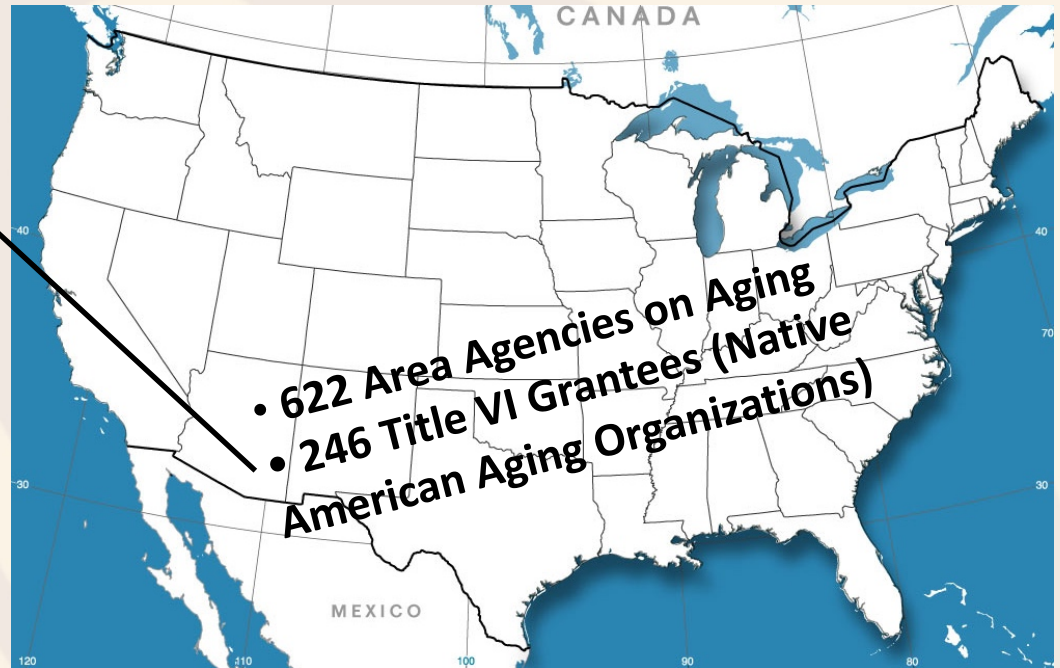 CANADA
• 622 Area Agencies on Aging
• 246 Title VI Grantees (Native
American Aging Organizations)
MEXICO
40
30
120
110
100
90
80
40
70
30